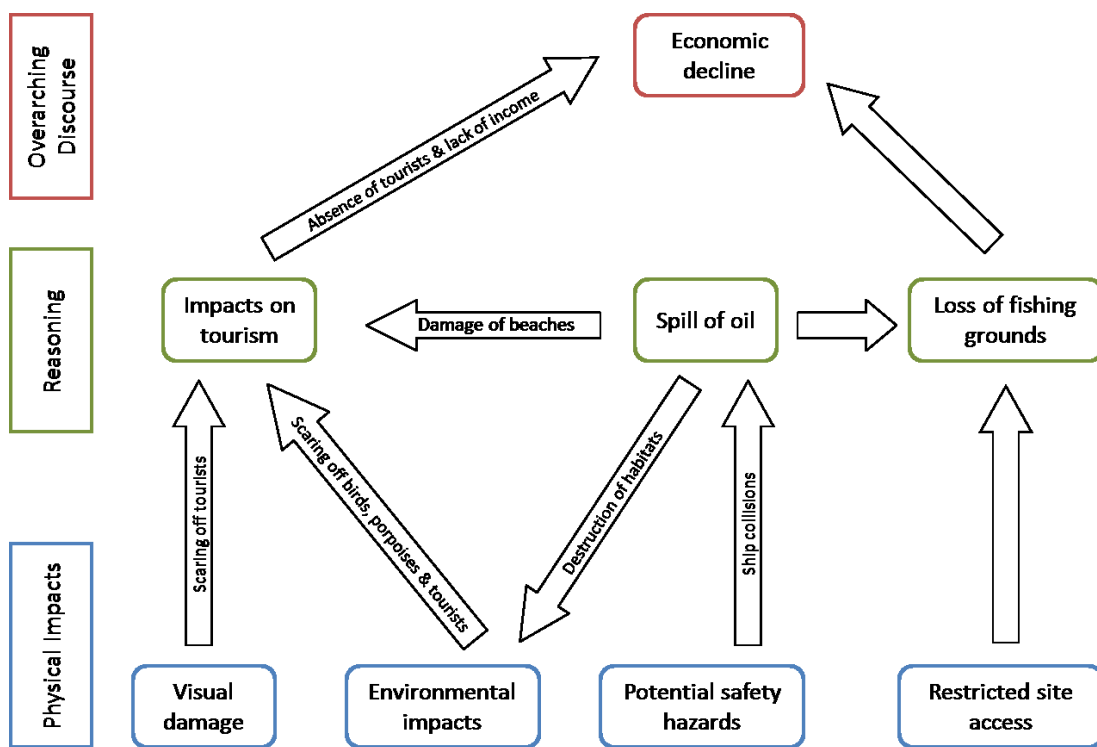 Overarching
Discourse
Economic
decline
Absence of tourists & lack of income
Reasoning
Impacts on
tourism
Damage of beaches
Spill of oil
Loss of fishing
grounds
Scaring off tourists
Scaring off birds, porpoises & tourists
Destruction of habitats
Ship collisions
Physical Impacts
Visual
damage
Environmental
impacts
Potential safety
hazards
Restricted site
access